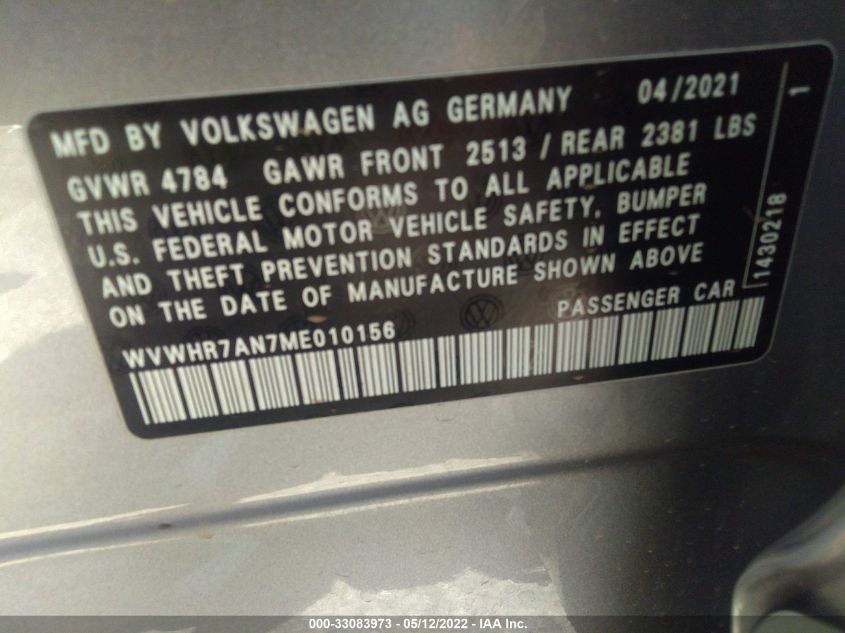 MFD BY VOLKSWAGEN AG GERMANY 04/2021
GVWR 4784 GAWR FRONT 2513 / REAR 2381 LBS
THIS VEHICLE CONFORMS TO ALL APPLICABLE
U.S. FEDERAL MOTOR VEHICLE SAFETY, BUMPER
AND THEFT PREVENTION STANDARDS IN EFFECT
ON THE DATE OF MANUFACTURE SHOWN ABOVE
WVWHR7AN7ME010156 PASSENGER CAR
1430218 1
000-33083973 - 05/12/2022 - IAA Inc.